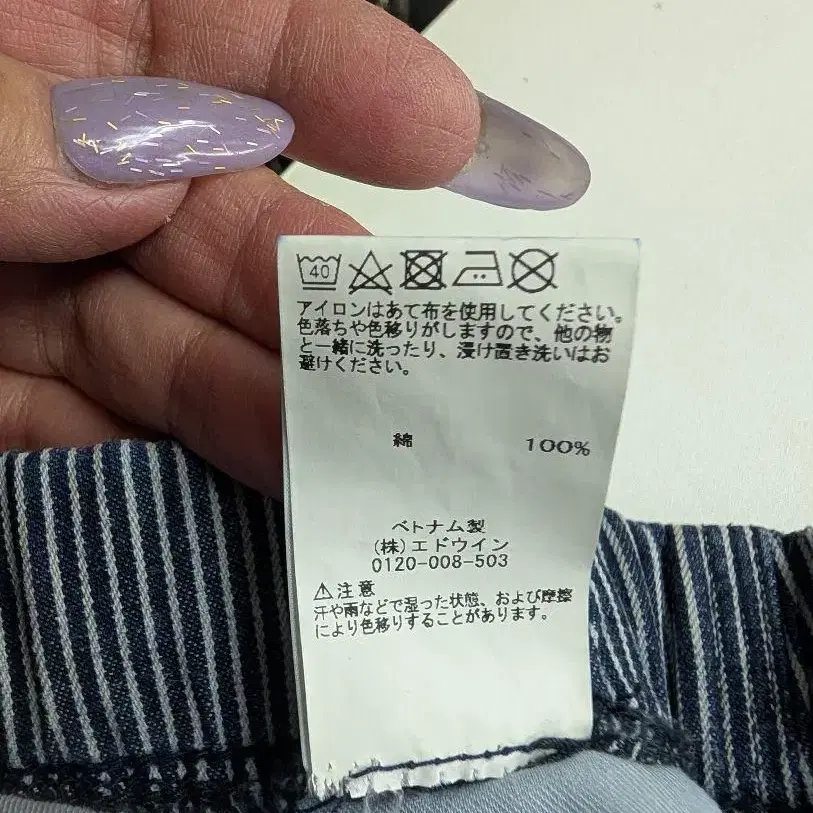 40
アイロンはあて布を使用してください。
色落ちや色移りがしますので、他の物
と一緒に洗ったり、浸け置き洗いはお
避けください。
綿 100%
ベトナム製
(株)エドウイン
0120-008-503
⚠注意
汗や雨などで湿った状態、および摩擦
により色移りすることがあります。